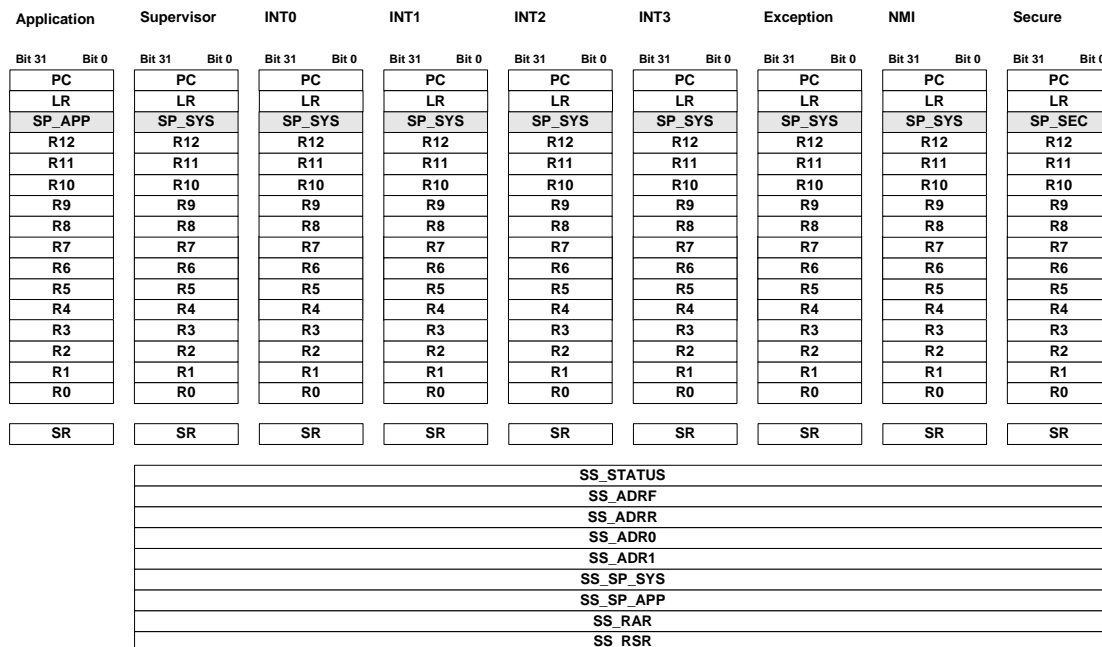 Application Supervisor INT0 INT1 INT2 INT3 Exception NMI Secure
Bit 31 Bit 0 Bit 31 Bit 0 Bit 31 Bit 0 Bit 31 Bit 0 Bit 31 Bit 0 Bit 31 Bit 0 Bit 31 Bit 0 Bit 31 Bit 0 Bit 31 Bit 0
PC PC PC PC PC PC PC PC PC
LR LR LR LR LR LR LR LR LR
SP_APP SP_SYS SP_SYS SP_SYS SP_SYS SP_SYS SP_SYS SP_SYS SP_SEC
R12 R12 R12 R12 R12 R12 R12 R12 R12
R11 R11 R11 R11 R11 R11 R11 R11 R11
R10 R10 R10 R10 R10 R10 R10 R10 R10
R9 R9 R9 R9 R9 R9 R9 R9 R9
R8 R8 R8 R8 R8 R8 R8 R8 R8
R7 R7 R7 R7 R7 R7 R7 R7 R7
R6 R6 R6 R6 R6 R6 R6 R6 R6
R5 R5 R5 R5 R5 R5 R5 R5 R5
R4 R4 R4 R4 R4 R4 R4 R4 R4
R3 R3 R3 R3 R3 R3 R3 R3 R3
R2 R2 R2 R2 R2 R2 R2 R2 R2
R1 R1 R1 R1 R1 R1 R1 R1 R1
R0 R0 R0 R0 R0 R0 R0 R0 R0
SR SR SR SR SR SR SR SR SR
SS_STATUS
SS_ADRF
SS_ADRR
SS_ADR0
SS_ADR1
SS_SP_SYS
SS_SP_APP
SS_RAR
SS_RSR